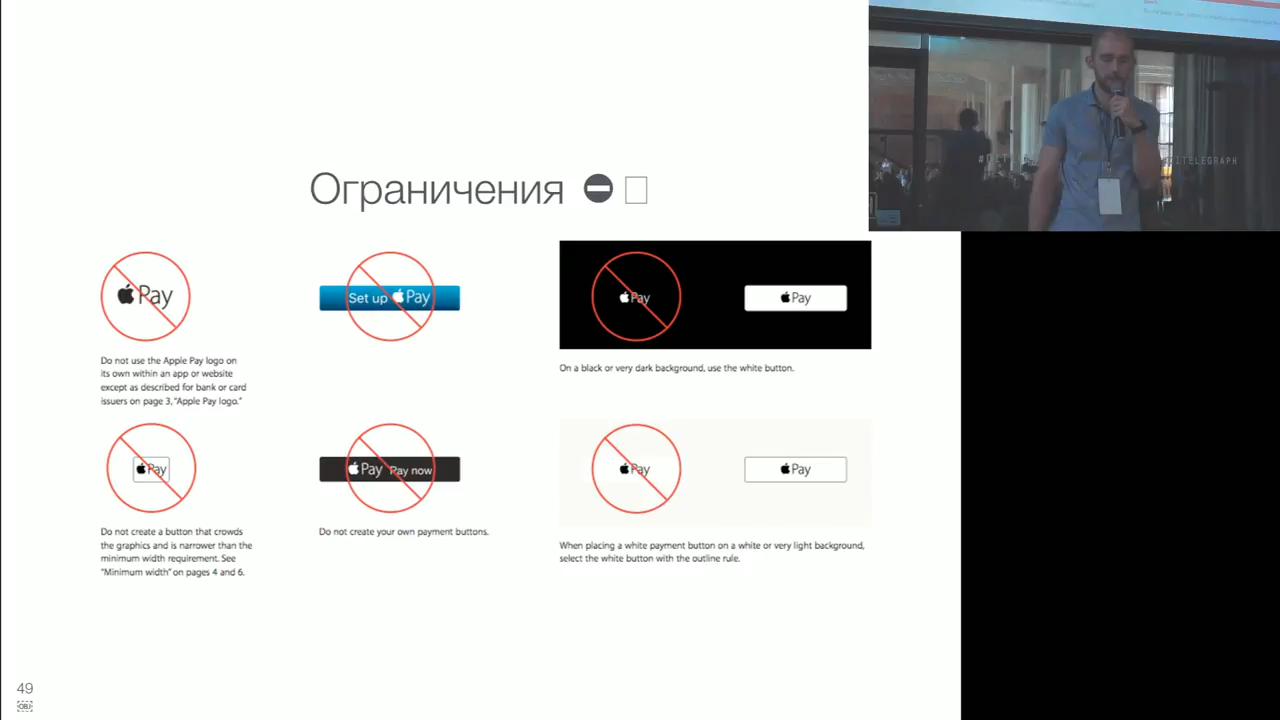 Ограничения
Pay
Set up Pay
Pay
Pay
Do not use the Apple Pay logo on
its own within an app or website
except as described for bank or card
issuers on page 3, “Apple Pay logo.”
On a black or very dark background, use the white button.
Pay
Pay Pay now
Pay
Pay
Do not create a button that crowds
the graphics and is narrower than the
minimum width requirement. See
“Minimum width” on pages 4 and 6.
Do not create your own payment buttons.
When placing a white payment button on a white or very light background,
select the white button with the outline rule.
49
OBJ